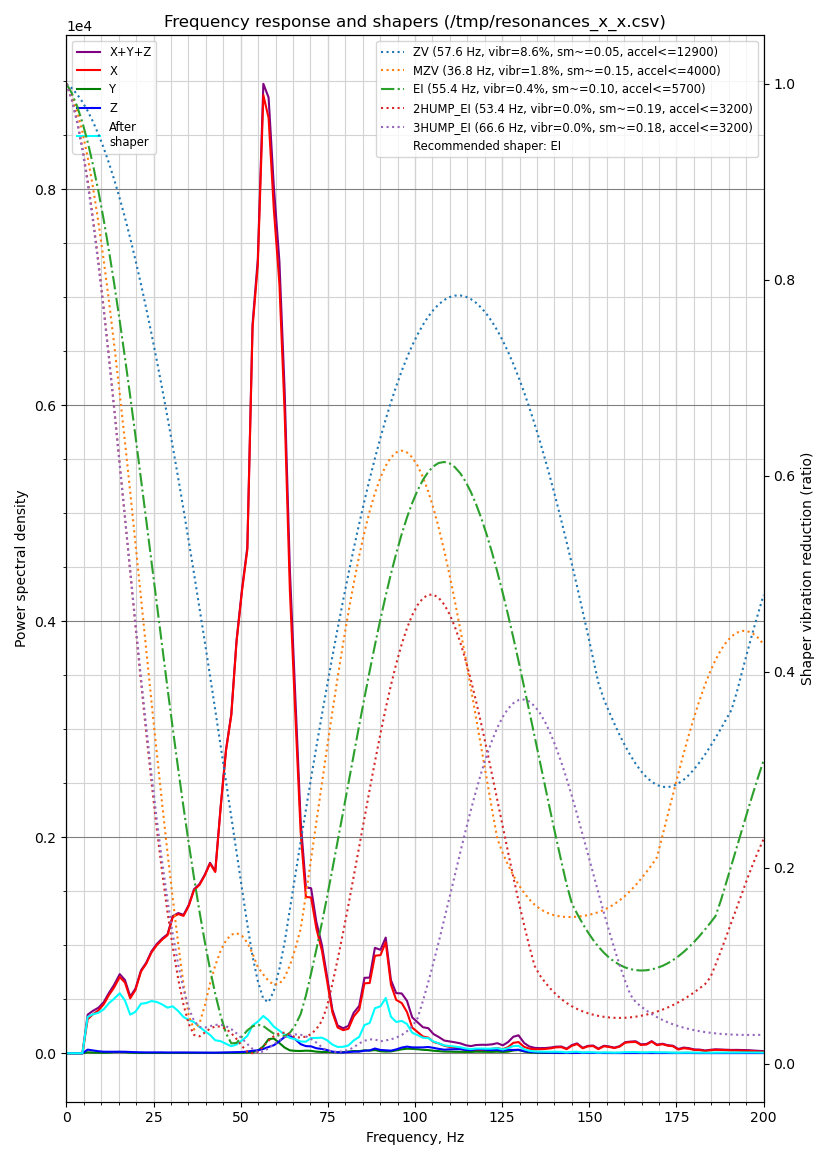 Frequency response and shapers (/tmp/resonances_x_x.csv)
1e4
X+Y+Z
X
Y
Z
After
shaper
ZV (57.6 Hz, vibr=8.6%, sm~=0.05, accel<=12900)
MZV (36.8 Hz, vibr=1.8%, sm~=0.15, accel<=4000)
EI (55.4 Hz, vibr=0.4%, sm~=0.10, accel<=5700)
2HUMP_EI (53.4 Hz, vibr=0.0%, sm~=0.19, accel<=3200)
3HUMP_EI (66.6 Hz, vibr=0.0%, sm~=0.18, accel<=3200)
Recommended shaper: EI
Power spectral density
0.8
0.6
0.4
0.2
0.0
1.0
0.8
0.6
0.4
0.2
0.0
Shaper vibration reduction (ratio)
0 25 50 75 100 125 150 175 200
Frequency, Hz